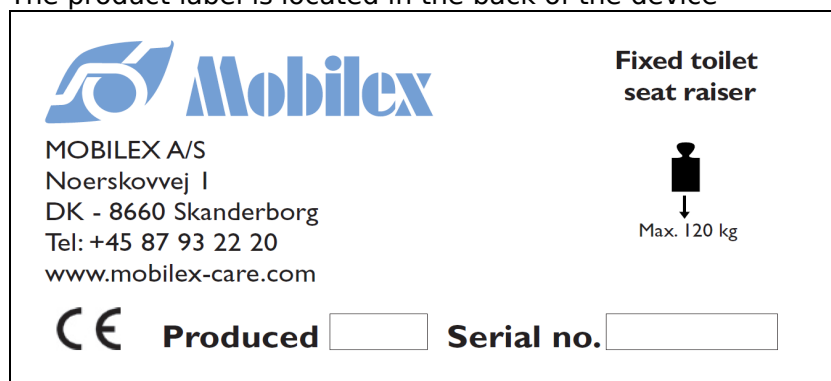 The product label is located in the back of the device
Mobilex
Fixed toilet
seat raiser
MOBILEX A/S
Noerskovvej 1
DK - 8660 Skanderborg
Tel: +45 87 93 22 20
www.mobilex-care.com
Max. 120 kg
CE Produced
Serial no.